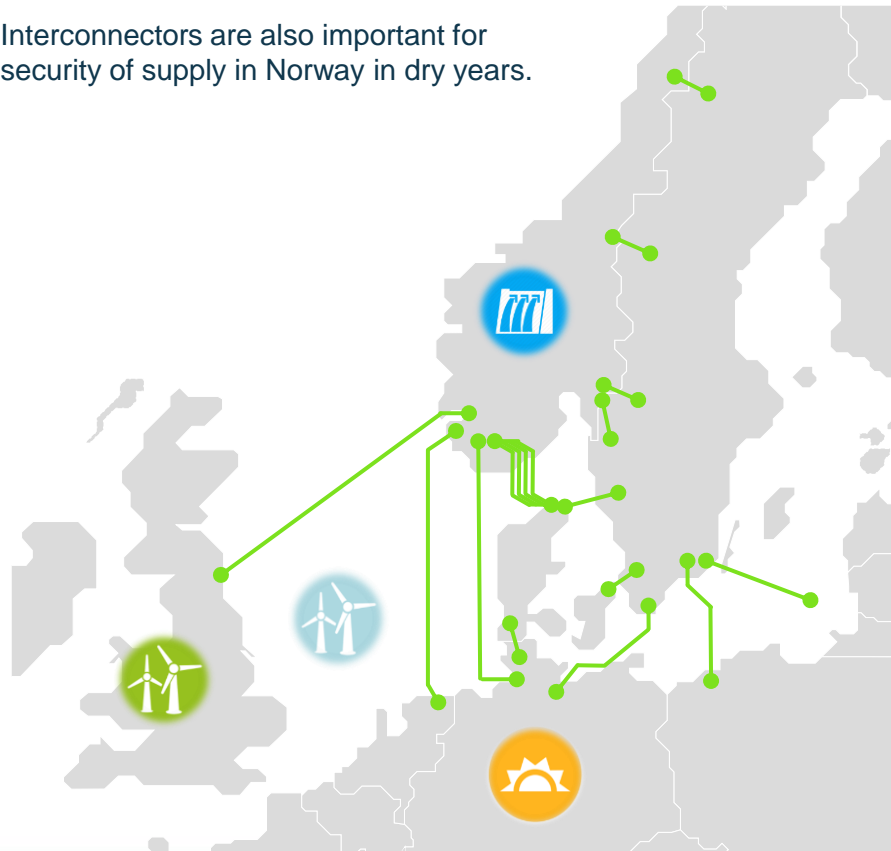 Interconnectors are also important for
security of supply in Norway in dry years.